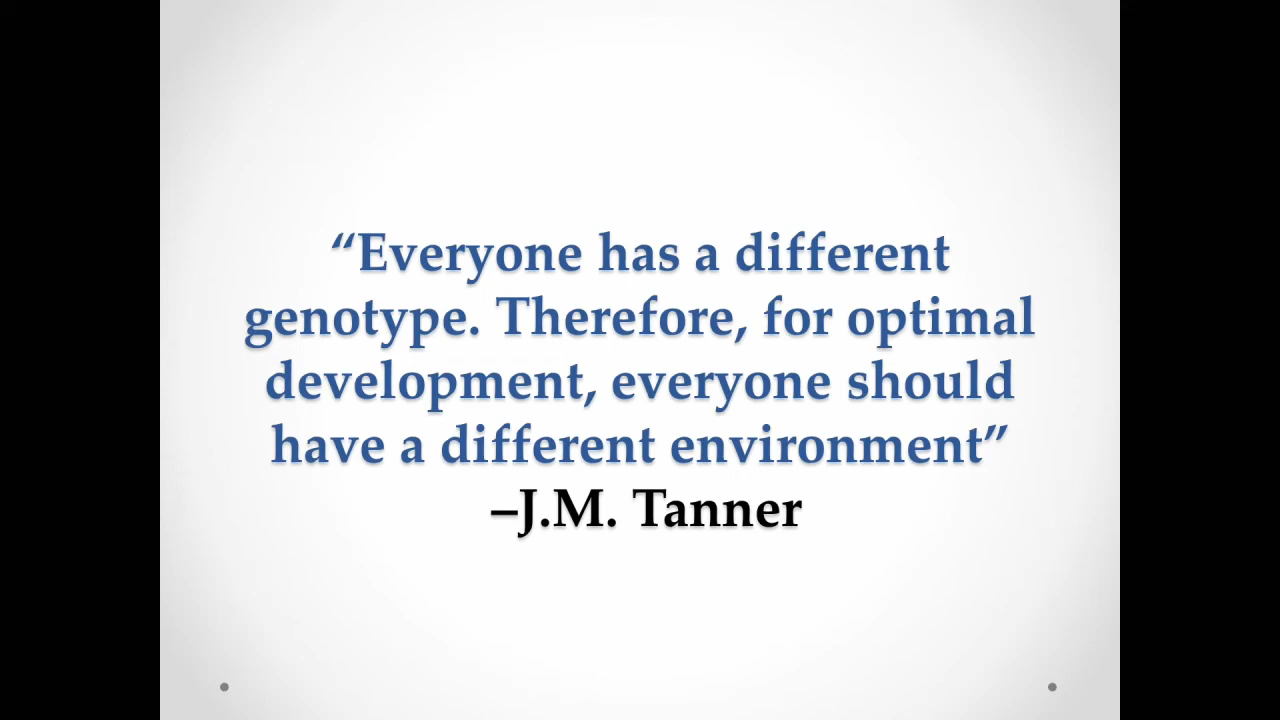 “Everyone has a different
genotype. Therefore, for optimal
development, everyone should
have a different environment”
–J.M. Tanner